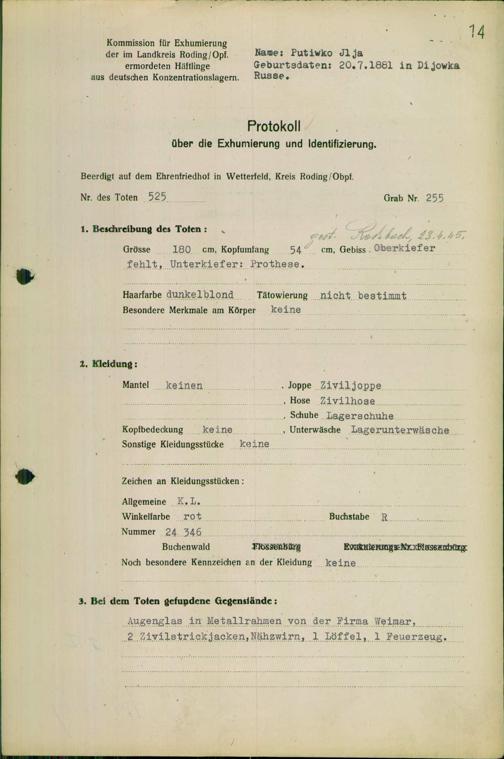 14
Kommission für Exhumierung
der im Landkreis Roding/Opf.
ermordeten Häftlinge
aus deutschen Konzentrationslagern.
Name: Putiwko Jlja
Geburtsdaten: 20.7.1881 in Dijowka
Russe.
Protokoll
über die Exhumierung und Identifizierung.
Beerdigt auf dem Ehrenfriedhof in Wetterfeld, Kreis Roding/Obpf.
Nr. des Toten 525 Grab Nr. 255
gest. 23.4.45.
1. Beschreibung des Toten:
Grösse 180 cm, Kopfumfang 54 cm, Gebiss Oberkiefer
fehlt, Unterkiefer: Prothese.
Haarfarbe dunkelblond Tätowierung nicht bestimmt
Besondere Merkmale am Körper keine
2. Kleidung:
Mantel keinen , Joppe Ziviljoppe
, Hose Zivilhose
, Schuhe Lagerschuhe
Kopfbedeckung keine , Unterwäsche Lagerunterwäsche
Sonstige Kleidungsstücke keine
Zeichen an Kleidungsstücken:
Allgemeine K.L.
Winkelfarbe rot Buchstabe R
Nummer 24 346
Buchenwald Flossenbürg Evakuierungs-Nr. Flossenbürg
Noch besondere Kennzeichen an der Kleidung keine
3. Bei dem Toten gefundene Gegenstände:
Augenglas in Metallrahmen von der Firma Weimar,
2 Zivilstrickjacken,Nähzwirn, 1 Löffel, 1 Feuerzeug.